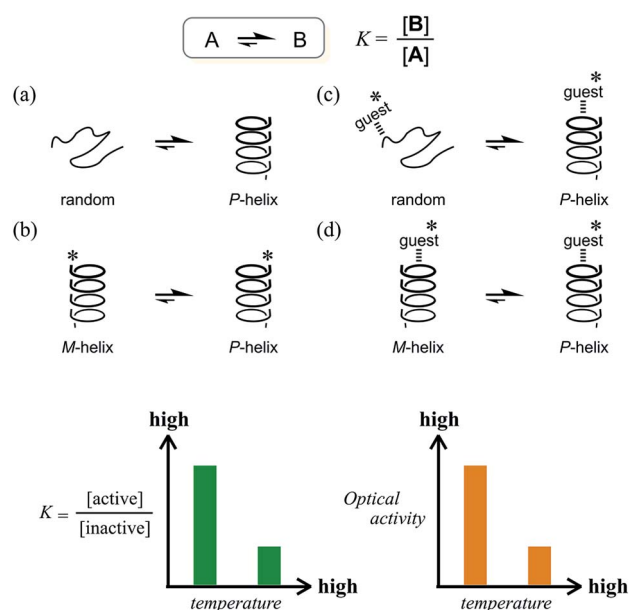 A ⇌ B K = [B] / [A]
(a)
random
P-helix
(b)
*
*
M-helix
P-helix
(c)
*
guest
*
guest
random
P-helix
(d)
*
guest
*
guest
M-helix
P-helix
high
K = [active] / [inactive]
high
temperature
high
Optical
activity
high
temperature